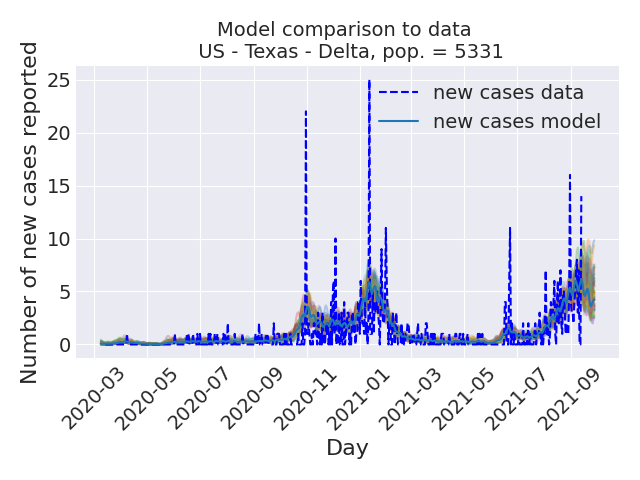 Model comparison to data
US - Texas - Delta, pop. = 5331
Number of new cases reported
25
20
15
10
5
0
new cases data
new cases model
2020-03
2020-05
2020-07
2020-09
2020-11
2021-01
2021-03
2021-05
2021-07
2021-09
Day